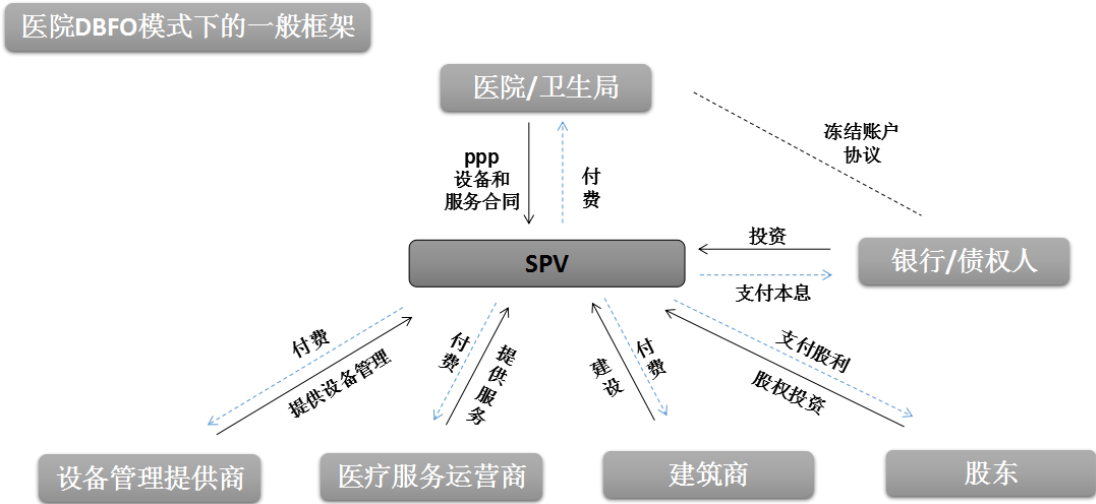 医院DBFO模式下的一般框架
医院/卫生局
冻结账户
协议
ppp
设备和
服务合同
付
费
投资
SPV
银行/债权人
支付本息
付费
提供设备管理
付费
提供服务
建设
付费
支付股利
股权投资
设备管理提供商
医疗服务运营商
建筑商
股东